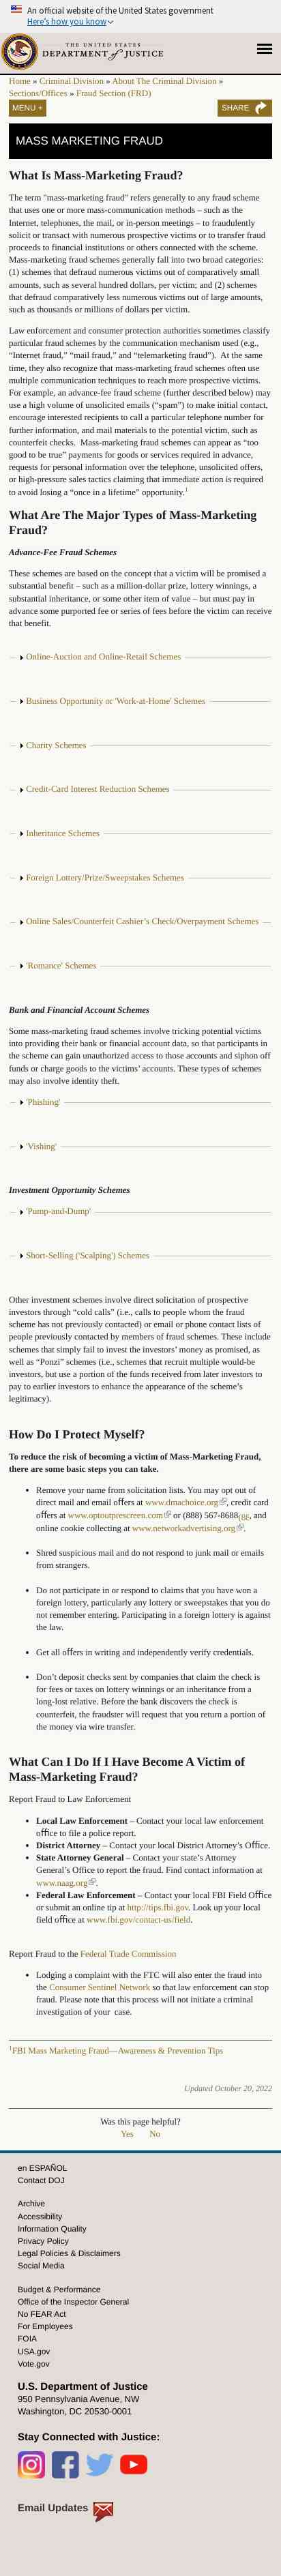 An official website of the United States government
Here's how you know
THE UNITED STATES
DEPARTMENT of JUSTICE
Home » Criminal Division » About The Criminal Division »
Sections/Offices » Fraud Section (FRD)
MENU + SHARE
MASS MARKETING FRAUD
What Is Mass-Marketing Fraud?
The term "mass-marketing fraud" refers generally to any fraud scheme
that uses one or more mass-communication methods – such as the
Internet, telephones, the mail, or in-person meetings – to fraudulently
solicit or transact with numerous prospective victims or to transfer fraud
proceeds to financial institutions or others connected with the scheme.
Mass-marketing fraud schemes generally fall into two broad categories:
(1) schemes that defraud numerous victims out of comparatively small
amounts, such as several hundred dollars, per victim; and (2) schemes
that defraud comparatively less numerous victims out of large amounts,
such as thousands or millions of dollars per victim.
Law enforcement and consumer protection authorities sometimes classify
particular fraud schemes by the communication mechanism used (e.g.,
“Internet fraud,” “mail fraud,” and “telemarketing fraud”).  At the same
time, they also recognize that many mass-marketing fraud schemes often use
multiple communication techniques to reach more prospective victims.
For example, an advance-fee fraud scheme (further described below) may
use a high volume of unsolicited emails (“spam”) to make initial contact,
encourage interested recipients to call a particular telephone number for
further information, and mail materials to the potential victim, such as
counterfeit checks.  Mass-marketing fraud schemes can appear as “too
good to be true” payments for goods or services or as advance fee
requests for payment solicited over the telephone, unsolicited offers,
or high-pressure sales tactics claiming that immediate action is required
to avoid losing a “once in a lifetime” opportunity.1
What Are The Major Types of Mass-Marketing
Fraud?
Advance-Fee Fraud Schemes
These schemes are based on the concept that a victim will be promised a
substantial benefit – such as a million-dollar prize, lottery winnings, a
substantial inheritance, or some other item of value – but must pay in
advance some purported fee or series of fees before the victim can receive
that benefit.
Online-Auction and Online-Retail Schemes
Business Opportunity or 'Work-at-Home' Schemes
Charity Schemes
Credit-Card Interest Reduction Schemes
Inheritance Schemes
Foreign Lottery/Prize/Sweepstakes Schemes
Online Sales/Counterfeit Cashier’s Check/Overpayment Schemes
'Romance' Schemes
Bank and Financial Account Schemes
Some mass-marketing fraud schemes involve tricking potential victims
into providing their bank or financial account data, so that participants in
the scheme can gain unauthorized access to those accounts and siphon off
funds or charge goods to the victims’ accounts. These types of schemes
may also involve identity theft.
'Phishing'
'Vishing'
Investment Opportunity Schemes
'Pump-and-Dump'
Short-Selling ('Scalping') Schemes
Other investment schemes involve direct solicitation of prospective
investors through “cold calls” (i.e., calls to people whom the fraud
scheme has not previously contacted) or email or phone contact lists of
people previously contacted by members of fraud schemes. These include
schemes that simply fail to invest the investors’ money as promised, as
well as “Ponzi” schemes (i.e., schemes that recruit multiple would-be
investors, but use a portion of the funds received from later investors to
pay to earlier investors to enhance the appearance of the scheme’s
legitimacy).
How Do I Protect Myself?
To reduce the risk of becoming a victim of Mass-Marketing Fraud,
there are some basic steps you can take.
Remove your name from solicitation lists. You may opt out of
direct mail and email offers at www.dmachoice.org, credit card
offers at www.optoutprescreen.com or (888) 567-8688, and
online cookie collecting at www.networkadvertising.org.
Shred suspicious mail and do not respond to junk mail or emails
from strangers.
Do not participate in or respond to claims that you have won a
foreign lottery, particularly any lottery or sweepstakes that you do
not remember entering. Participating in a foreign lottery is against
the law.
Get all offers in writing and independently verify credentials.
Don’t deposit checks sent by companies that claim the check is
for fees or taxes on lottery winnings or an inheritance from a
long-lost relative. Before the bank discovers the check is
counterfeit, the fraudster will request that you return a portion of
the money via wire transfer.
What Can I Do If I Have Become A Victim of
Mass-Marketing Fraud?
Report Fraud to Law Enforcement
Local Law Enforcement – Contact your local law enforcement
office to file a police report.
District Attorney – Contact your local District Attorney’s Office.
State Attorney General – Contact your state’s Attorney
General’s Office to report the fraud. Find contact information at
www.naag.org.
Federal Law Enforcement – Contact your local FBI Field Office
or submit an online tip at http://tips.fbi.gov. Look up your local
field office at www.fbi.gov/contact-us/field.
Report Fraud to the Federal Trade Commission
Lodging a complaint with the FTC will also enter the fraud into
the Consumer Sentinel Network so that law enforcement can stop
fraud. Please note that this process will not initiate a criminal
investigation of your  case.
1FBI Mass Marketing Fraud—Awareness & Prevention Tips
Updated October 20, 2022
Was this page helpful?
Yes No
en ESPAÑOL
Contact DOJ
Archive
Accessibility
Information Quality
Privacy Policy
Legal Policies & Disclaimers
Social Media
Budget & Performance
Office of the Inspector General
No FEAR Act
For Employees
FOIA
USA.gov
Vote.gov
U.S. Department of Justice
950 Pennsylvania Avenue, NW
Washington, DC 20530-0001
Stay Connected with Justice:
Email Updates